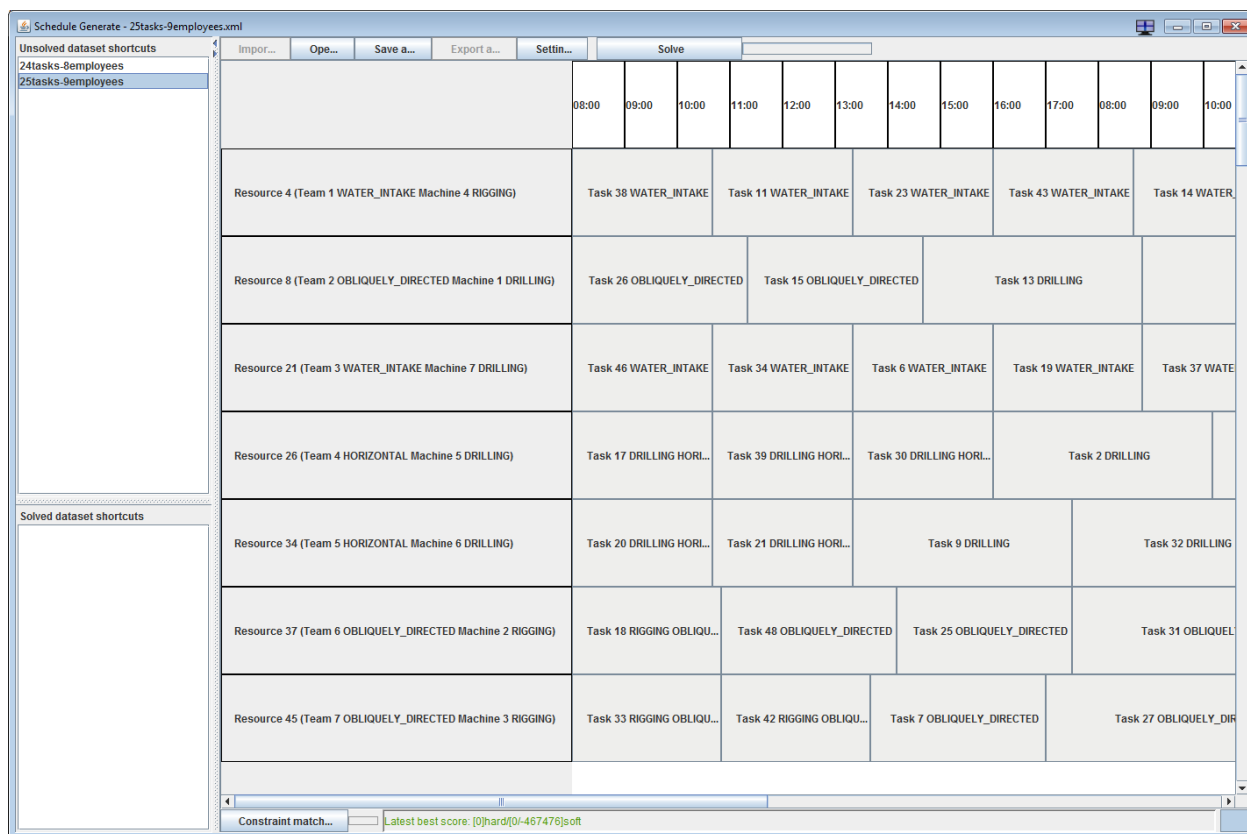 Schedule Generate - 25tasks-9employees.xml
Unsolved dataset shortcuts
24tasks-8employees
25tasks-9employees
Solved dataset shortcuts
Impor... Ope... Save a... Export a... Settin... Solve
08:00 09:00 10:00 11:00 12:00 13:00 14:00 15:00 16:00 17:00 08:00 09:00 10:00
Resource 4 (Team 1 WATER_INTAKE Machine 4 RIGGING) Task 38 WATER_INTAKE Task 11 WATER_INTAKE Task 23 WATER_INTAKE Task 43 WATER_INTAKE Task 14 WATER_
Resource 8 (Team 2 OBLIQUELY_DIRECTED Machine 1 DRILLING) Task 26 OBLIQUELY_DIRECTED Task 15 OBLIQUELY_DIRECTED Task 13 DRILLING
Resource 21 (Team 3 WATER_INTAKE Machine 7 DRILLING) Task 46 WATER_INTAKE Task 34 WATER_INTAKE Task 6 WATER_INTAKE Task 19 WATER_INTAKE Task 37 WATE
Resource 26 (Team 4 HORIZONTAL Machine 5 DRILLING) Task 17 DRILLING HORI... Task 39 DRILLING HORI... Task 30 DRILLING HORI... Task 2 DRILLING
Resource 34 (Team 5 HORIZONTAL Machine 6 DRILLING) Task 20 DRILLING HORI... Task 21 DRILLING HORI... Task 9 DRILLING Task 32 DRILLING
Resource 37 (Team 6 OBLIQUELY_DIRECTED Machine 2 RIGGING) Task 18 RIGGING OBLIQU... Task 48 OBLIQUELY_DIRECTED Task 25 OBLIQUELY_DIRECTED Task 31 OBLIQUEL
Resource 45 (Team 7 OBLIQUELY_DIRECTED Machine 3 RIGGING) Task 33 RIGGING OBLIQU... Task 42 RIGGING OBLIQU... Task 7 OBLIQUELY_DIRECTED Task 27 OBLIQUELY_DIR
Constraint match... Latest best score: [0]hard/[0/-467476]soft